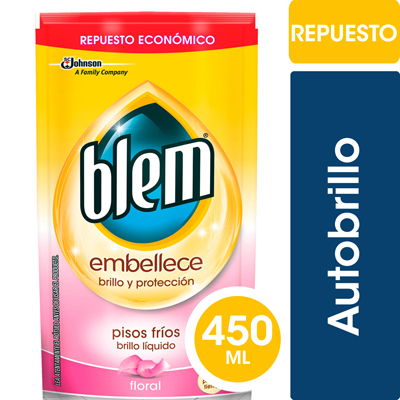 REPUESTO ECONÓMICO
SC Johnson
A Family Company
blem®
embellece
brillo y protección
pisos fríos
brillo líquido
floral
450
ML
REPUESTO
Autobrillo